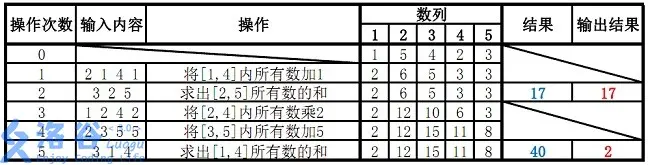 操作次数 输入内容 操作 数列 结果 输出结果
1 2 3 4 5
0 1 5 4 2 3
1 2 1 4 1 将[1,4]内所有数加1 2 6 5 3 3
2 3 2 5 求出[2,5]所有数的和 2 6 5 3 3 17 17
3 1 2 4 2 将[2,4]内所有数乘2 2 12 10 6 3
4 2 3 5 5 将[3,5]内所有数加5 2 12 15 11 8
5 3 1 4 求出[1,4]所有数的和 2 12 15 11 8 40 2
洛谷